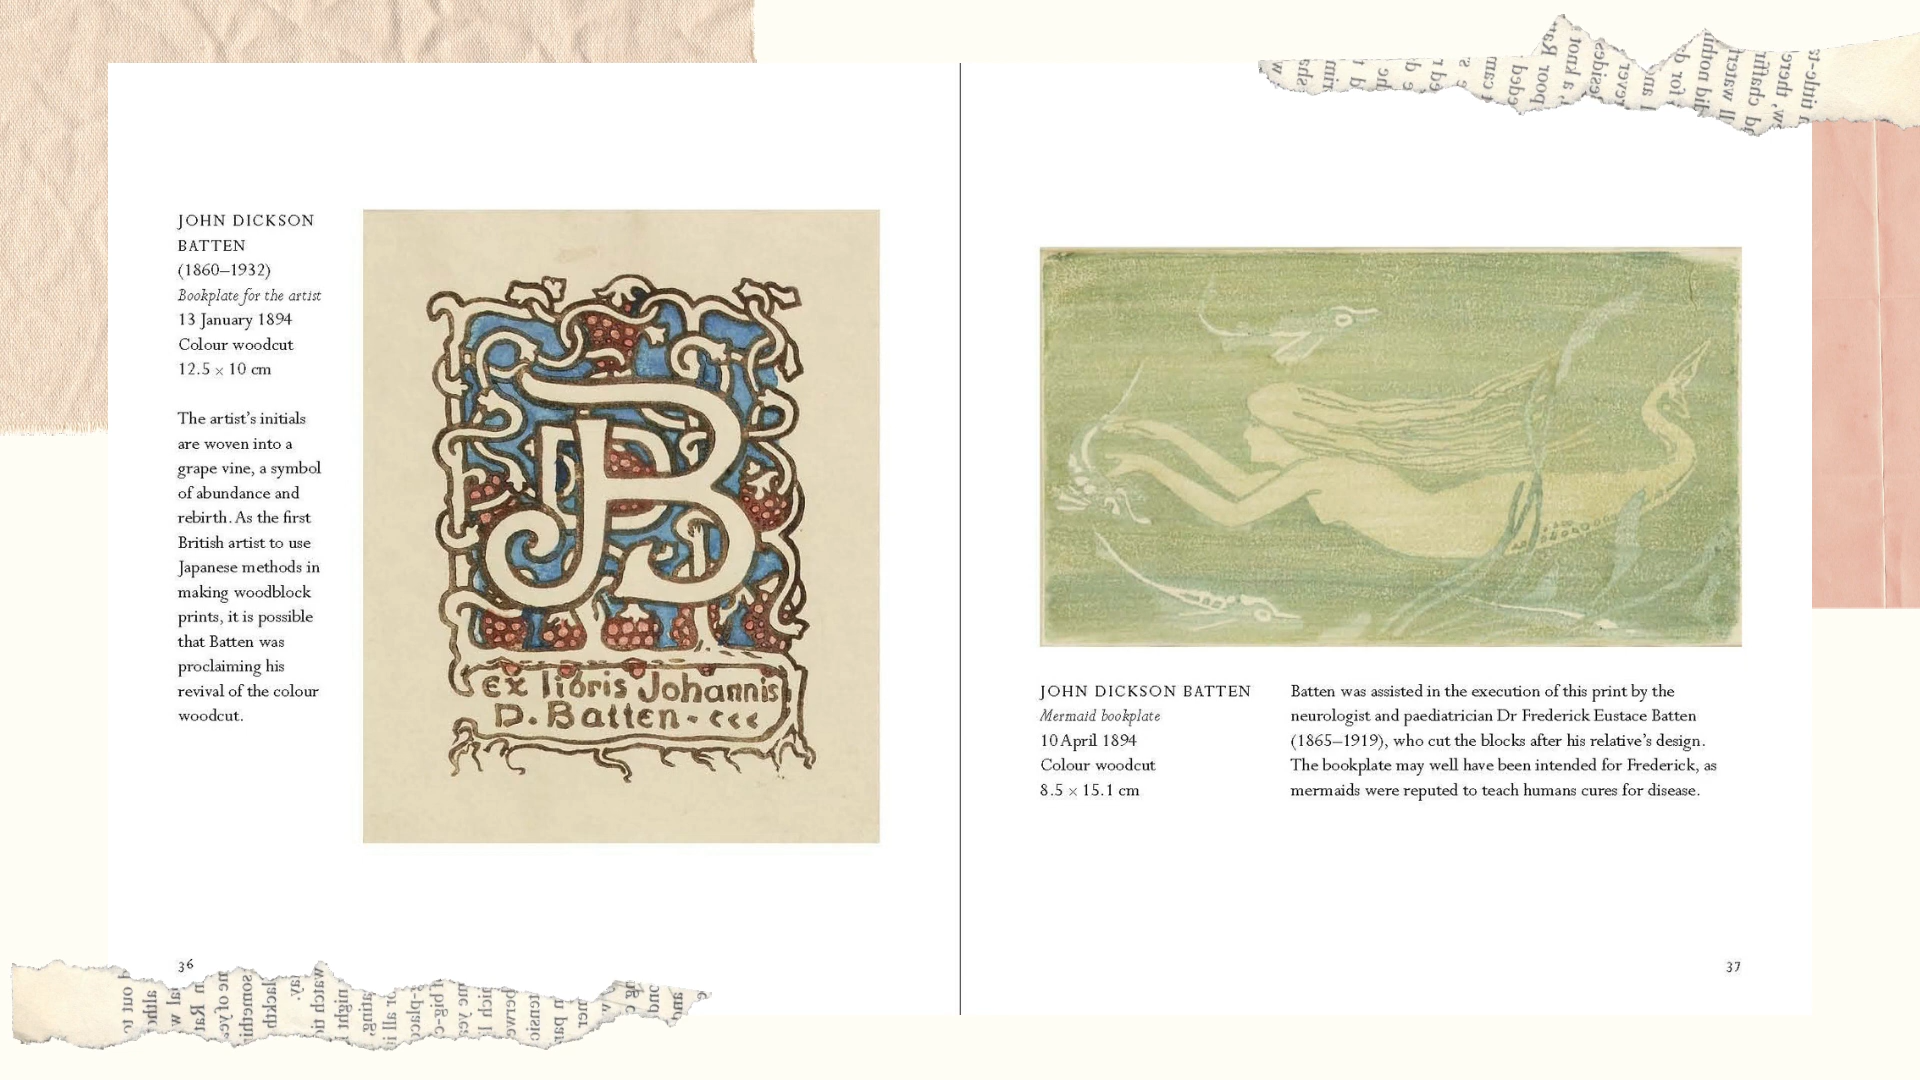 JOHN DICKSON
BATTEN
(1860–1932)
Bookplate for the artist
13 January 1894
Colour woodcut
12.5 × 10 cm
The artist's initials
are woven into a
grape vine, a symbol
of abundance and
rebirth. As the first
British artist to use
Japanese methods in
making woodblock
prints, it is possible
that Batten was
proclaiming his
revival of the colour
woodcut.
JB
ex libris Johannis
D. Batten
36
JOHN DICKSON BATTEN
Mermaid bookplate
10 April 1894
Colour woodcut
8.5 × 15.1 cm
Batten was assisted in the execution of this print by the
neurologist and paediatrician Dr Frederick Eustace Batten
(1865–1919), who cut the blocks after his relative's design.
The bookplate may well have been intended for Frederick, as
mermaids were reputed to teach humans cures for disease.
37